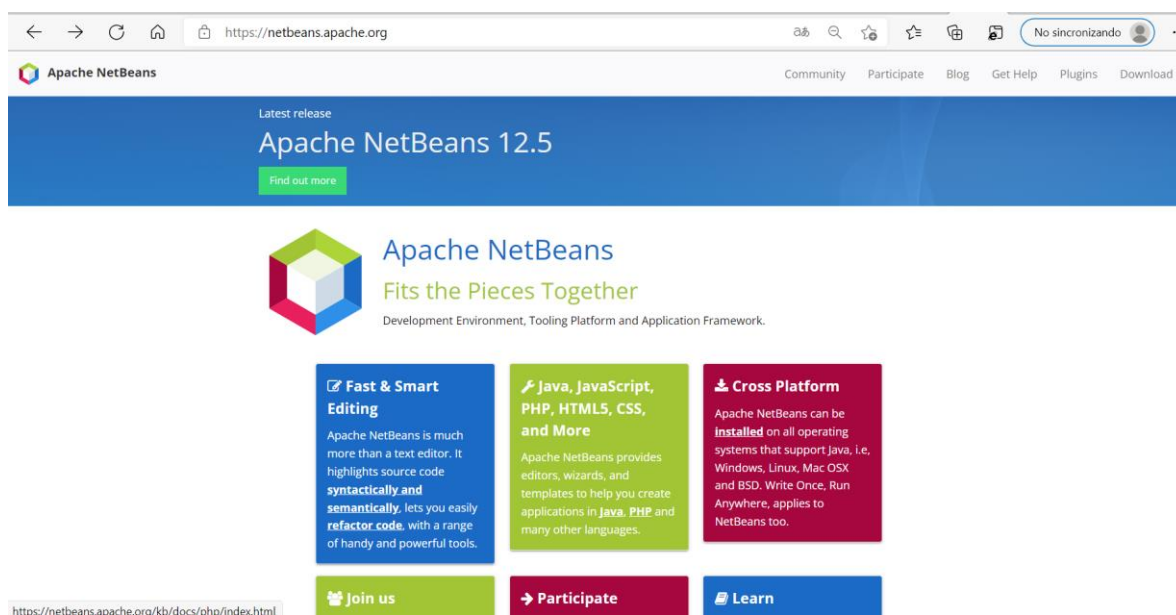 https://netbeans.apache.org
No sincronizando
Apache NetBeans
Community
Participate
Blog
Get Help
Plugins
Download
Latest release
Apache NetBeans 12.5
Find out more
Apache NetBeans
Fits the Pieces Together
Development Environment, Tooling Platform and Application Framework.
Fast & Smart
Editing
Apache NetBeans is much
more than a text editor. It
highlights source code
syntactically and
semantically, lets you easily
refactor code, with a range
of handy and powerful tools.
Java, JavaScript,
PHP, HTML5, CSS,
and More
Apache NetBeans provides
editors, wizards, and
templates to help you create
applications in Java, PHP and
many other languages.
Cross Platform
Apache NetBeans can be
installed on all operating
systems that support Java, i.e,
Windows, Linux, Mac OSX
and BSD. Write Once, Run
Anywhere, applies to
NetBeans too.
Join us
Participate
Learn
https://netbeans.apache.org/kb/docs/php/index.html